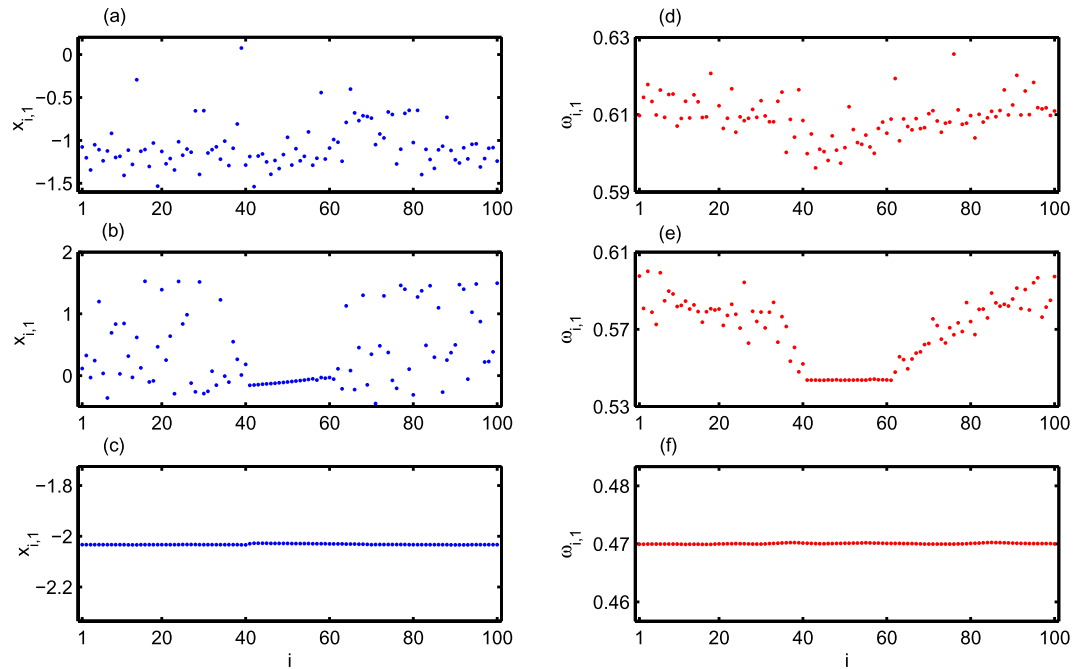 (a)
0
−0.5
−1
−1.5
x_{i,1}
1 20 40 60 80 100
(d)
0.63
0.61
0.59
ω_{i,1}
1 20 40 60 80 100
(b)
2
1
0
x_{i,1}
1 20 40 60 80 100
(e)
0.61
0.57
0.53
ω_{i,1}
1 20 40 60 80 100
(c)
−1.8
−2
−2.2
x_{i,1}
1 20 40 60 80 100
i
(f)
0.48
0.47
0.46
ω_{i,1}
1 20 40 60 80 100
i